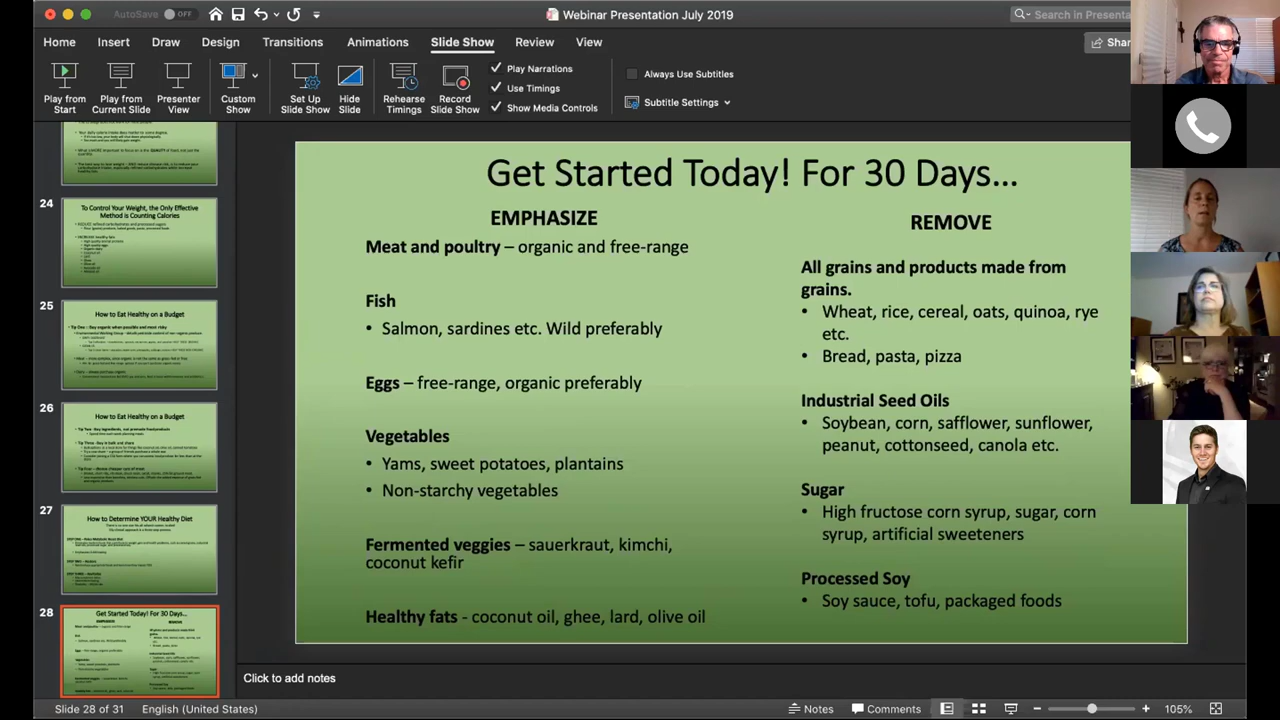 AutoSave OFF
Webinar Presentation July 2019
Search in Presenta
Home Insert Draw Design Transitions Animations Slide Show Review View
Shar
Play from Start
Play from Current Slide
Presenter View
Custom Show
Set Up Slide Show
Hide Slide
Rehearse Timings
Record Slide Show
Play Narrations
Use Timings
Show Media Controls
Always Use Subtitles
Subtitle Settings
24
To Control Your Weight, the Only Effective
Method is Counting Calories
25
How to Eat Healthy on a Budget
26
How to Eat Healthy on a Budget
27
How to Determine YOUR Healthy Diet
28
Get Started Today! For 30 Days...
Get Started Today! For 30 Days...
EMPHASIZE
Meat and poultry – organic and free-range
Fish
• Salmon, sardines etc. Wild preferably
Eggs – free-range, organic preferably
Vegetables
• Yams, sweet potatoes, plantains
• Non-starchy vegetables
Fermented veggies – sauerkraut, kimchi,
coconut kefir
Healthy fats - coconut oil, ghee, lard, olive oil
REMOVE
All grains and products made from
grains.
• Wheat, rice, cereal, oats, quinoa, rye
etc.
• Bread, pasta, pizza
Industrial Seed Oils
• Soybean, corn, safflower, sunflower,
peanut, cottonseed, canola etc.
Sugar
• High fructose corn syrup, sugar, corn
syrup, artificial sweeteners
Processed Soy
• Soy sauce, tofu, packaged foods
Click to add notes
Slide 28 of 31 English (United States)
Notes Comments 105%